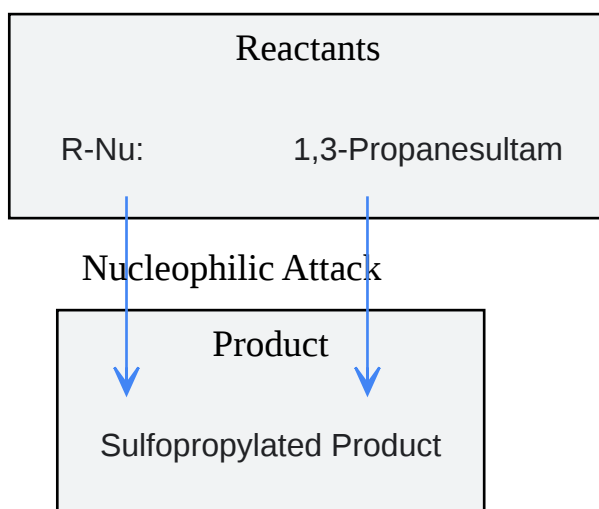 Reactants
R-Nu: 1,3-Propanesultam
Nucleophilic Attack
Product
Sulfopropylated Product